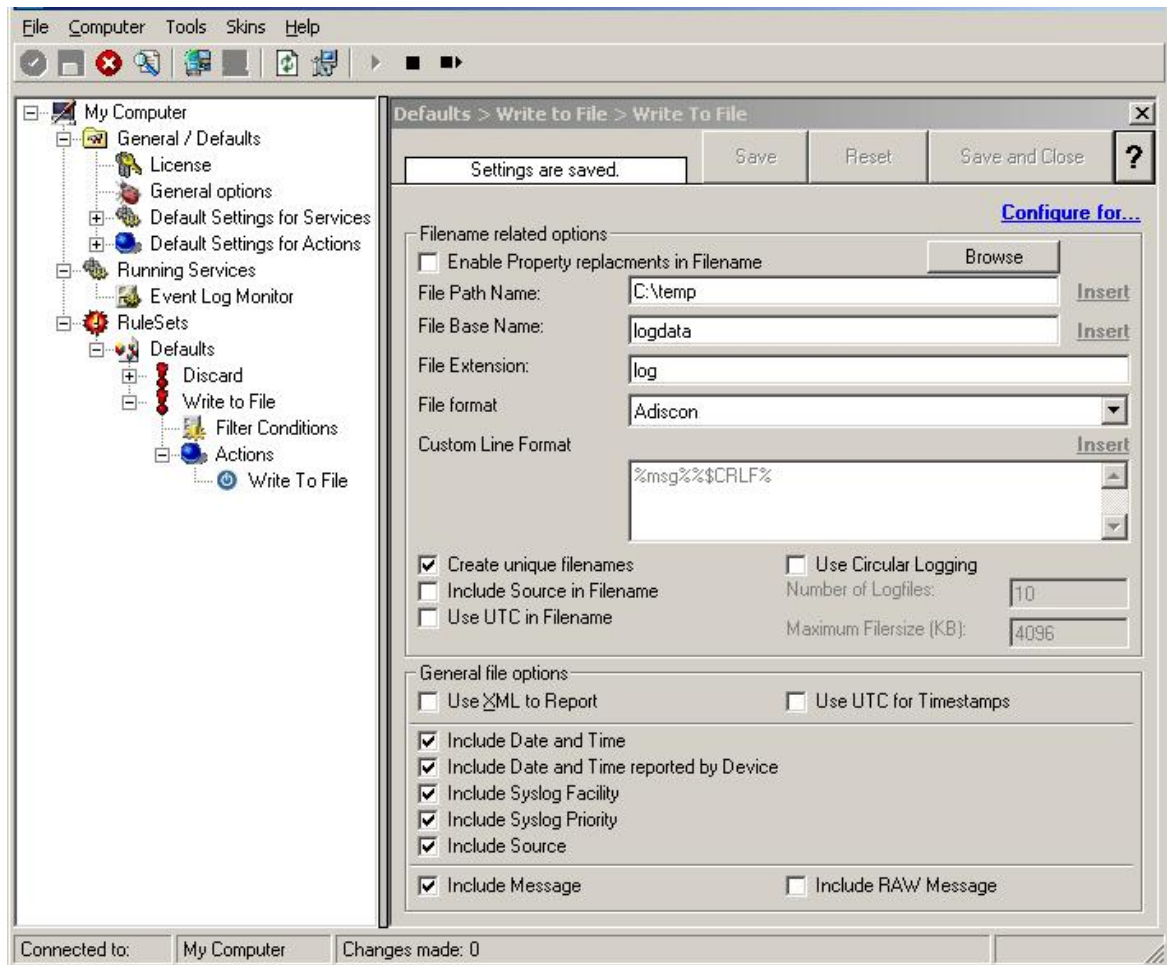 File Computer Tools Skins Help
My Computer
General / Defaults
License
General options
Default Settings for Services
Default Settings for Actions
Running Services
Event Log Monitor
RuleSets
Defaults
Discard
Write to File
Filter Conditions
Actions
Write To File
Defaults > Write to File > Write To File
Settings are saved.
Save
Reset
Save and Close
?
Configure for...
Filename related options
Enable Property replacments in Filename
Browse
File Path Name:
C:\temp
Insert
File Base Name:
logdata
Insert
File Extension:
log
File format
Adiscon
Custom Line Format
Insert
%msg%%$CRLF%
Create unique filenames
Use Circular Logging
Include Source in Filename
Number of Logfiles:
10
Use UTC in Filename
Maximum Filersize (KB):
4096
General file options
Use XML to Report
Use UTC for Timestamps
Include Date and Time
Include Date and Time reported by Device
Include Syslog Facility
Include Syslog Priority
Include Source
Include Message
Include RAW Message
Connected to:
My Computer
Changes made: 0